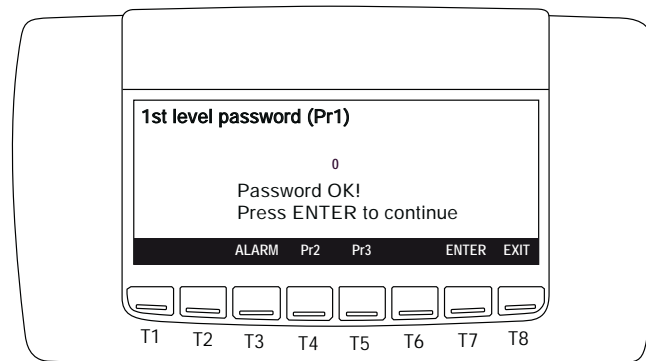 1st level password (Pr1)
0
Password OK!
Press ENTER to continue
ALARM Pr2 Pr3 ENTER EXIT
T1 T2 T3 T4 T5 T6 T7 T8